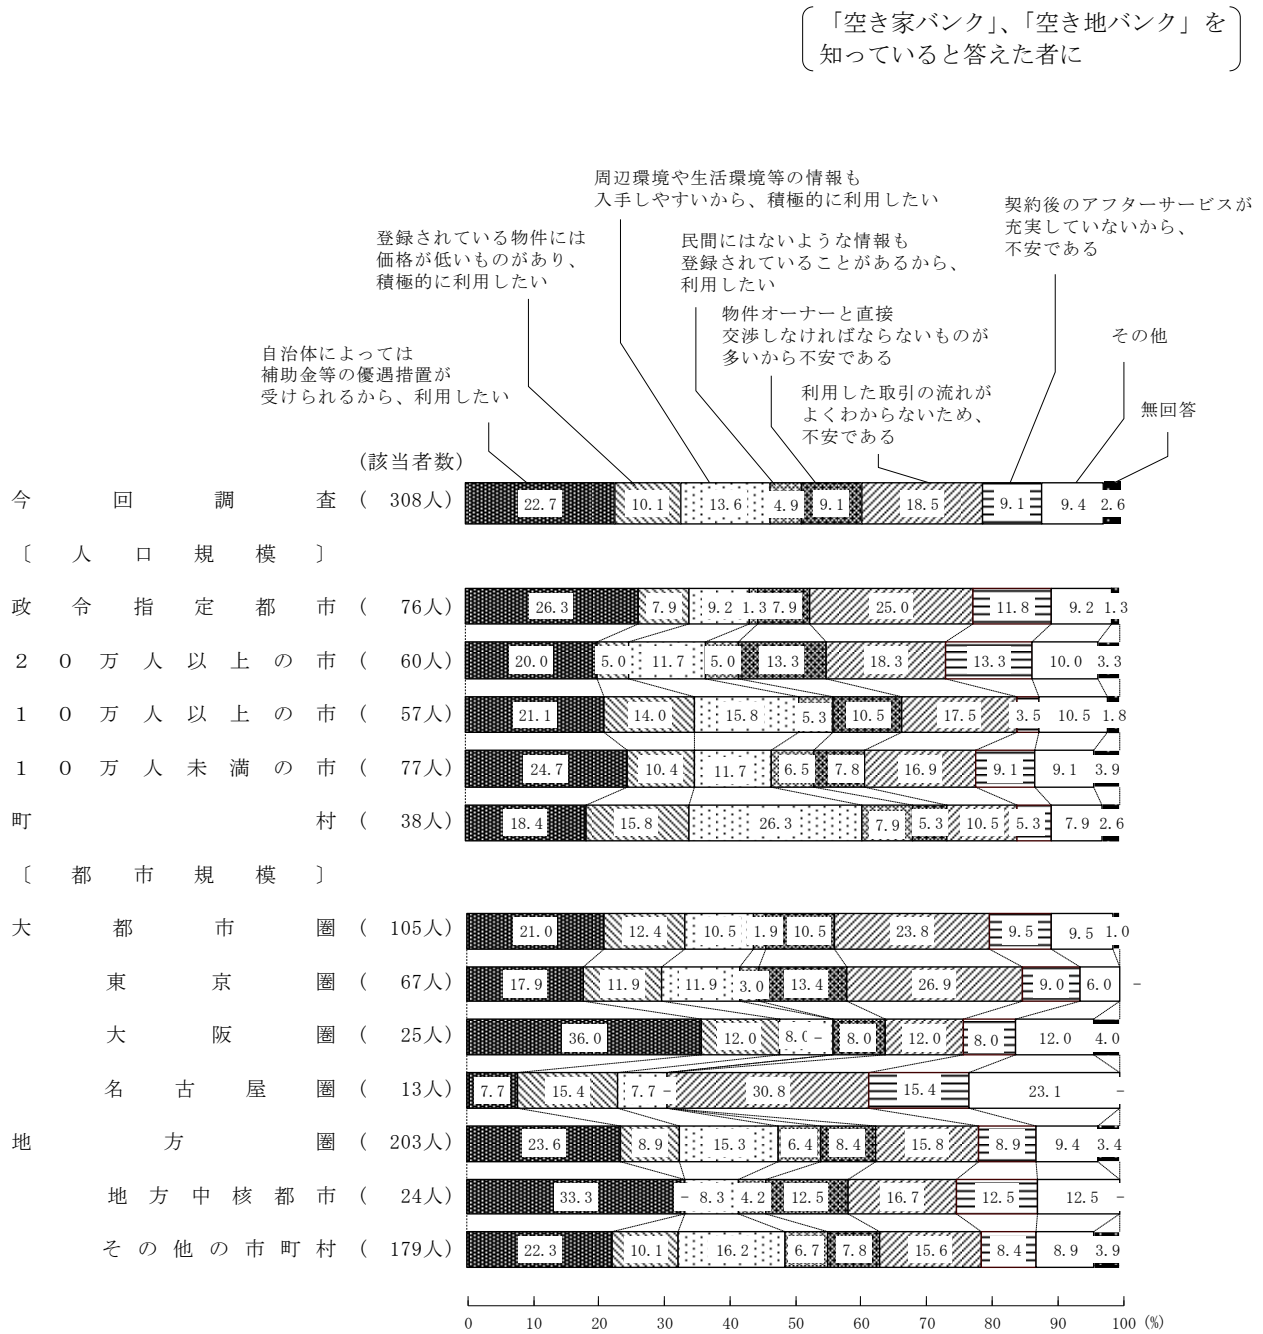 「空き家バンク」、「空き地バンク」を
知っていると答えた者に
周辺環境や生活環境等の情報も
入手しやすいから、積極的に利用したい
契約後のアフターサービスが
充実していないから、
不安である
登録されている物件には
価格が低いものがあり、
積極的に利用したい
民間にはないような情報も
登録されていることがあるから、
利用したい
物件オーナーと直接
交渉しなければならないものが
多いから不安である
その他
自治体によっては
補助金等の優遇措置が
受けられるから、利用したい
利用した取引の流れが
よくわからないため、
不安である
無回答
(該当者数)
今回調査 ( 308人) 22.7 10.1 13.6 4.9 9.1 18.5 9.1 9.4 2.6
〔人口規模〕
政令指定都市 ( 76人) 26.3 7.9 9.2 1.3 7.9 25.0 11.8 9.2 1.3
20万人以上の市 ( 60人) 20.0 5.0 11.7 5.0 13.3 18.3 13.3 10.0 3.3
10万人以上の市 ( 57人) 21.1 14.0 15.8 5.3 10.5 17.5 3.5 10.5 1.8
10万人未満の市 ( 77人) 24.7 10.4 11.7 6.5 7.8 16.9 9.1 9.1 3.9
町村 ( 38人) 18.4 15.8 26.3 7.9 5.3 10.5 5.3 7.9 2.6
〔都市規模〕
大都市圏 ( 105人) 21.0 12.4 10.5 1.9 10.5 23.8 9.5 9.5 1.0
東京圏 ( 67人) 17.9 11.9 11.9 3.0 13.4 26.9 9.0 6.0 －
大阪圏 ( 25人) 36.0 12.0 8.0 － 8.0 12.0 8.0 12.0 4.0
名古屋圏 ( 13人) 7.7 15.4 7.7 － 30.8 15.4 23.1 －
地方圏 ( 203人) 23.6 8.9 15.3 6.4 8.4 15.8 8.9 9.4 3.4
地方中核都市 ( 24人) 33.3 － 8.3 4.2 12.5 16.7 12.5 12.5 －
その他の市町村 ( 179人) 22.3 10.1 16.2 6.7 7.8 15.6 8.4 8.9 3.9
0 10 20 30 40 50 60 70 80 90 100 (%)